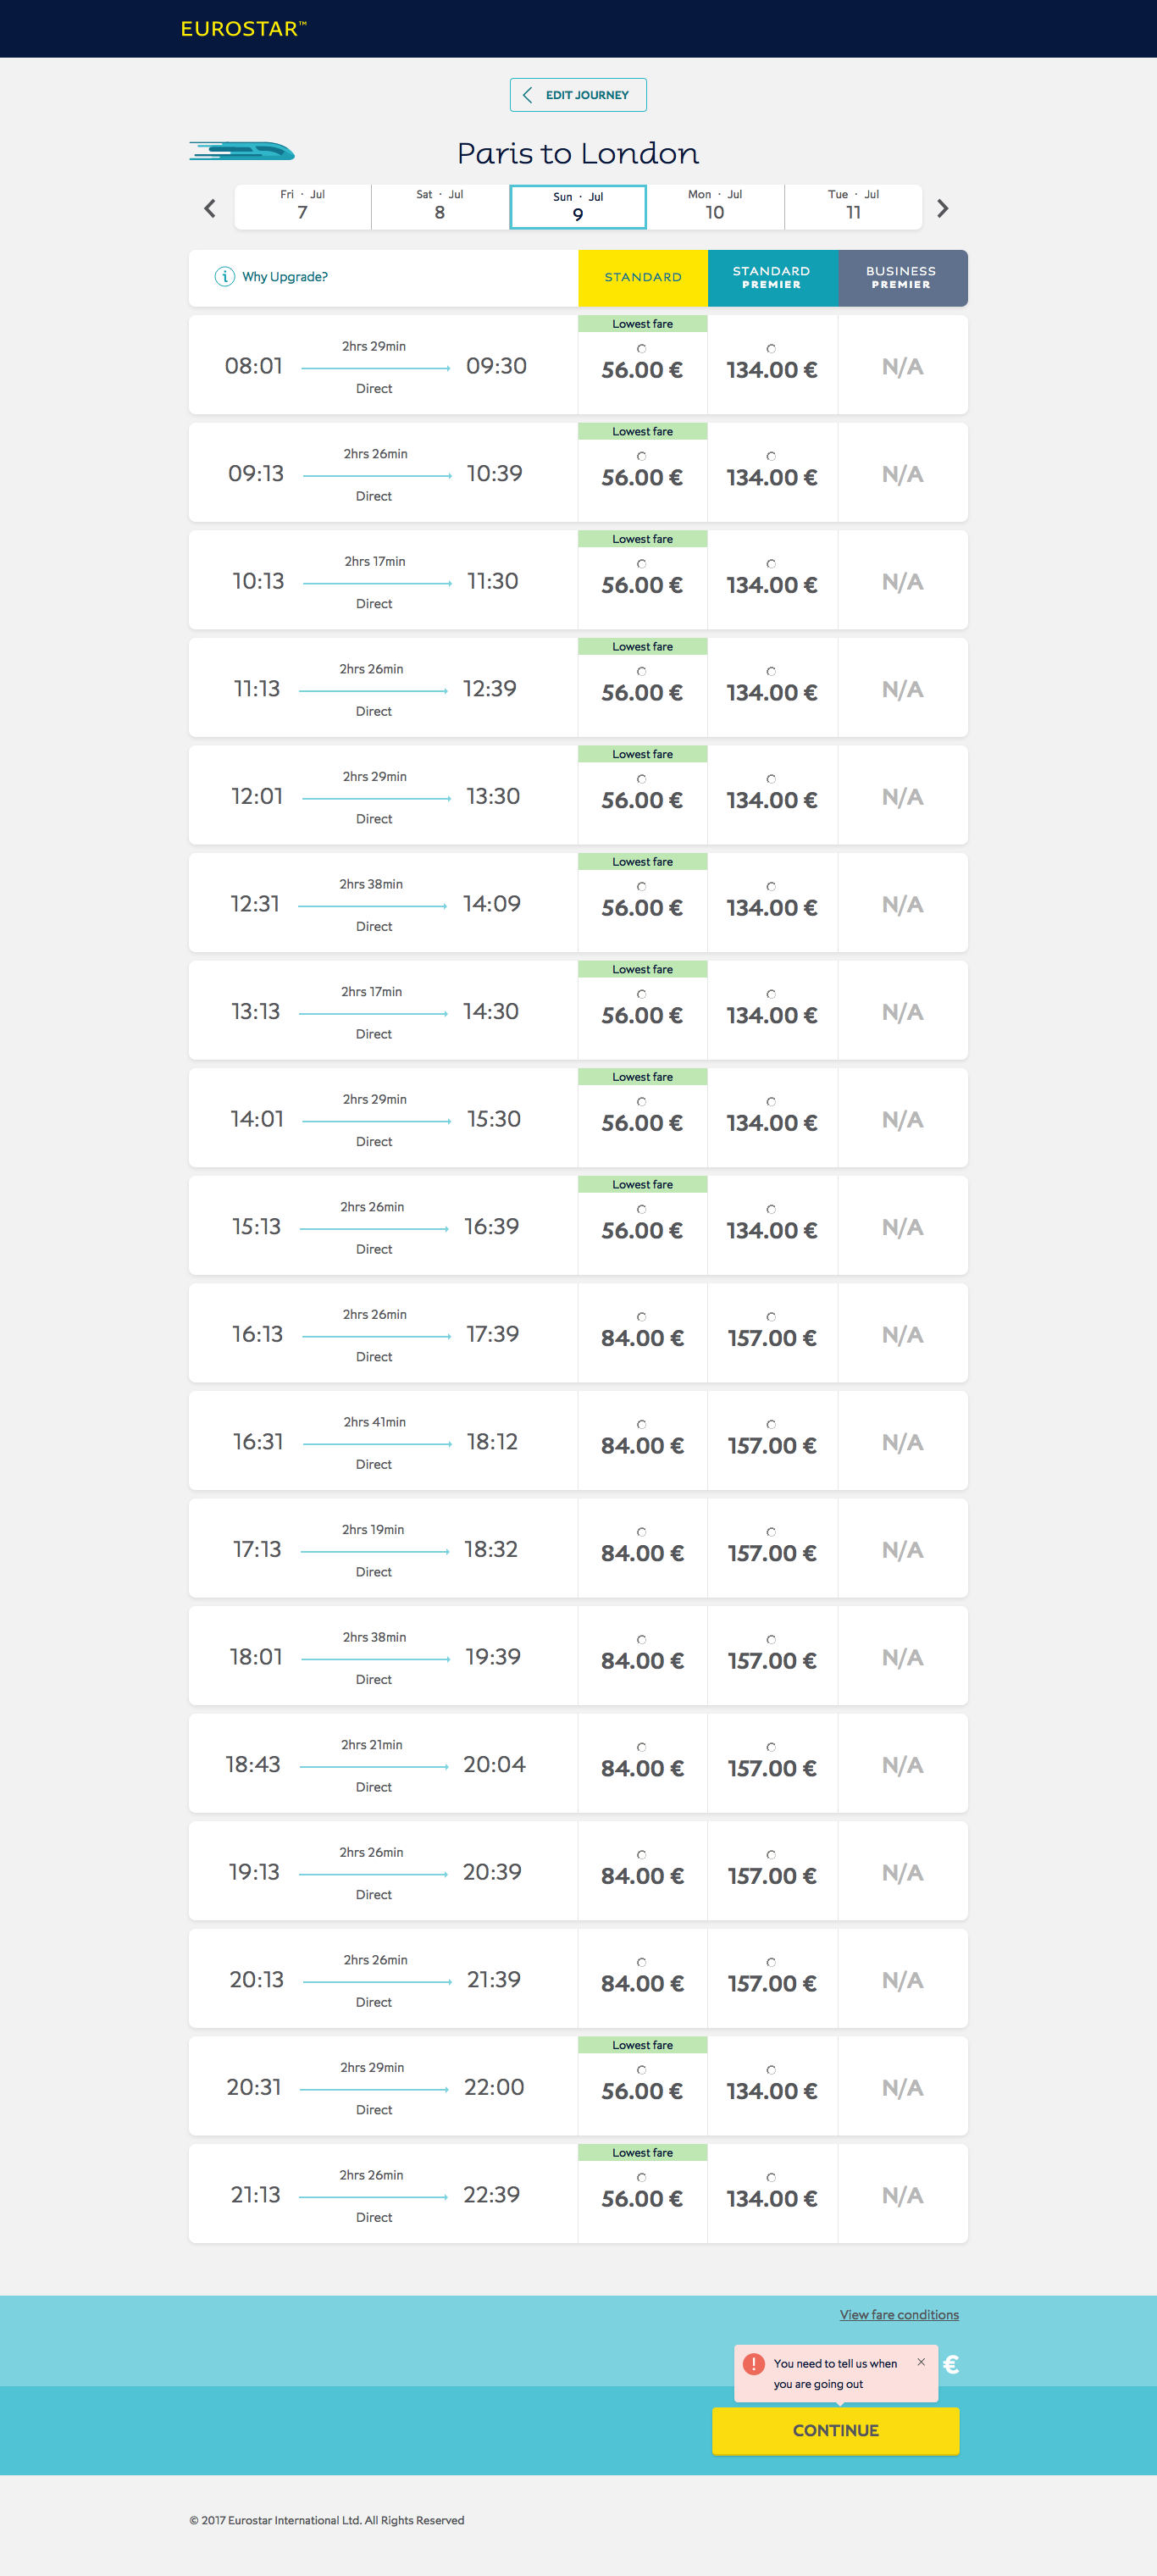 EUROSTAR™
EDIT JOURNEY
Paris to London
Fri · Jul
7
Sat · Jul
8
Sun · Jul
9
Mon · Jul
10
Tue · Jul
11
i Why Upgrade?
STANDARD
STANDARD
PREMIER
BUSINESS
PREMIER
Lowest fare
08:01 2hrs 29min 09:30
Direct
56.00 € 134.00 € N/A
Lowest fare
09:13 2hrs 26min 10:39
Direct
56.00 € 134.00 € N/A
Lowest fare
10:13 2hrs 17min 11:30
Direct
56.00 € 134.00 € N/A
Lowest fare
11:13 2hrs 26min 12:39
Direct
56.00 € 134.00 € N/A
Lowest fare
12:01 2hrs 29min 13:30
Direct
56.00 € 134.00 € N/A
Lowest fare
12:31 2hrs 38min 14:09
Direct
56.00 € 134.00 € N/A
Lowest fare
13:13 2hrs 17min 14:30
Direct
56.00 € 134.00 € N/A
Lowest fare
14:01 2hrs 29min 15:30
Direct
56.00 € 134.00 € N/A
Lowest fare
15:13 2hrs 26min 16:39
Direct
56.00 € 134.00 € N/A
16:13 2hrs 26min 17:39
Direct
84.00 € 157.00 € N/A
16:31 2hrs 41min 18:12
Direct
84.00 € 157.00 € N/A
17:13 2hrs 19min 18:32
Direct
84.00 € 157.00 € N/A
18:01 2hrs 38min 19:39
Direct
84.00 € 157.00 € N/A
18:43 2hrs 21min 20:04
Direct
84.00 € 157.00 € N/A
19:13 2hrs 26min 20:39
Direct
84.00 € 157.00 € N/A
20:13 2hrs 26min 21:39
Direct
84.00 € 157.00 € N/A
Lowest fare
20:31 2hrs 29min 22:00
Direct
56.00 € 134.00 € N/A
Lowest fare
21:13 2hrs 26min 22:39
Direct
56.00 € 134.00 € N/A
View fare conditions
! You need to tell us when
you are going out
€
CONTINUE
© 2017 Eurostar International Ltd. All Rights Reserved